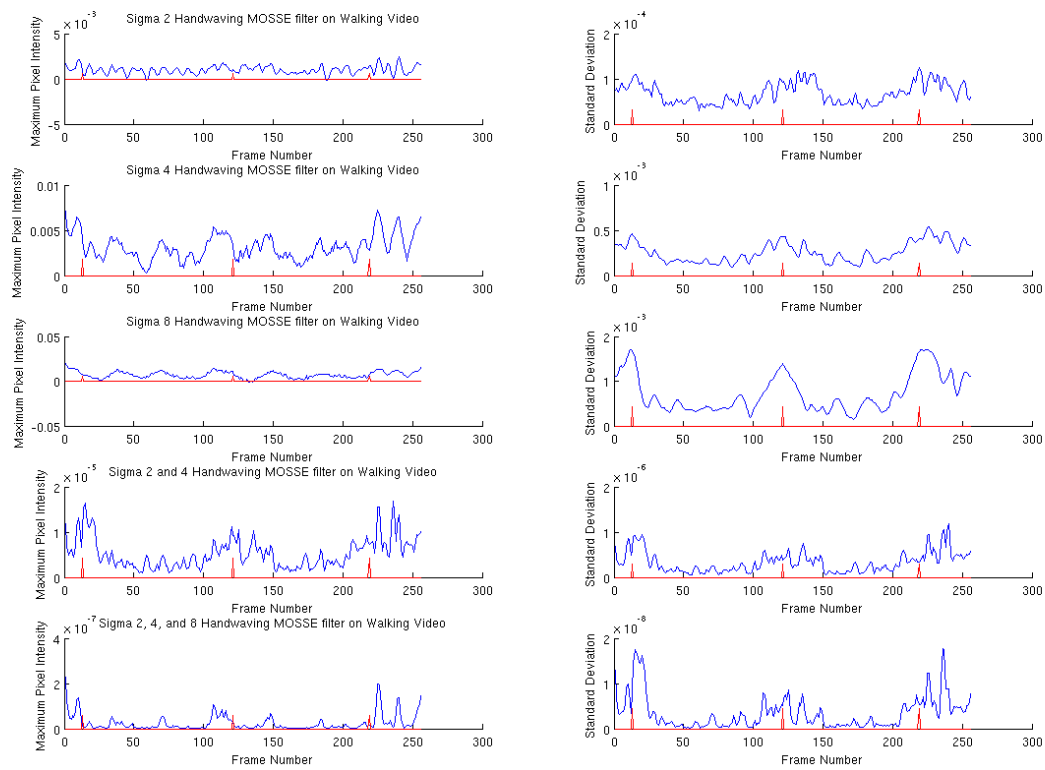 × 10^-3 Sigma 2 Handwaving MOSSE filter on Walking Video
Maximum Pixel Intensity
5
0
-5
0 50 100 150 200 250 300
Frame Number
× 10^-4
Standard Deviation
2
1
0
0 50 100 150 200 250 300
Frame Number
Sigma 4 Handwaving MOSSE filter on Walking Video
Maximum Pixel Intensity
0.01
0.005
0
0 50 100 150 200 250 300
Frame Number
× 10^-3
Standard Deviation
1
0.5
0
0 50 100 150 200 250 300
Frame Number
Sigma 8 Handwaving MOSSE filter on Walking Video
Maximum Pixel Intensity
0.05
0
-0.05
0 50 100 150 200 250 300
Frame Number
× 10^-3
Standard Deviation
2
1
0
0 50 100 150 200 250 300
Frame Number
Sigma 2 and 4 Handwaving MOSSE filter on Walking Video
× 10^-5
Maximum Pixel Intensity
2
1
0
0 50 100 150 200 250 300
Frame Number
× 10^-6
Standard Deviation
2
1
0
0 50 100 150 200 250 300
Frame Number
× 10^-7 Sigma 2, 4, and 8 Handwaving MOSSE filter on Walking Video
Maximum Pixel Intensity
4
2
0
0 50 100 150 200 250 300
Frame Number
× 10^-8
Standard Deviation
2
1
0
0 50 100 150 200 250 300
Frame Number